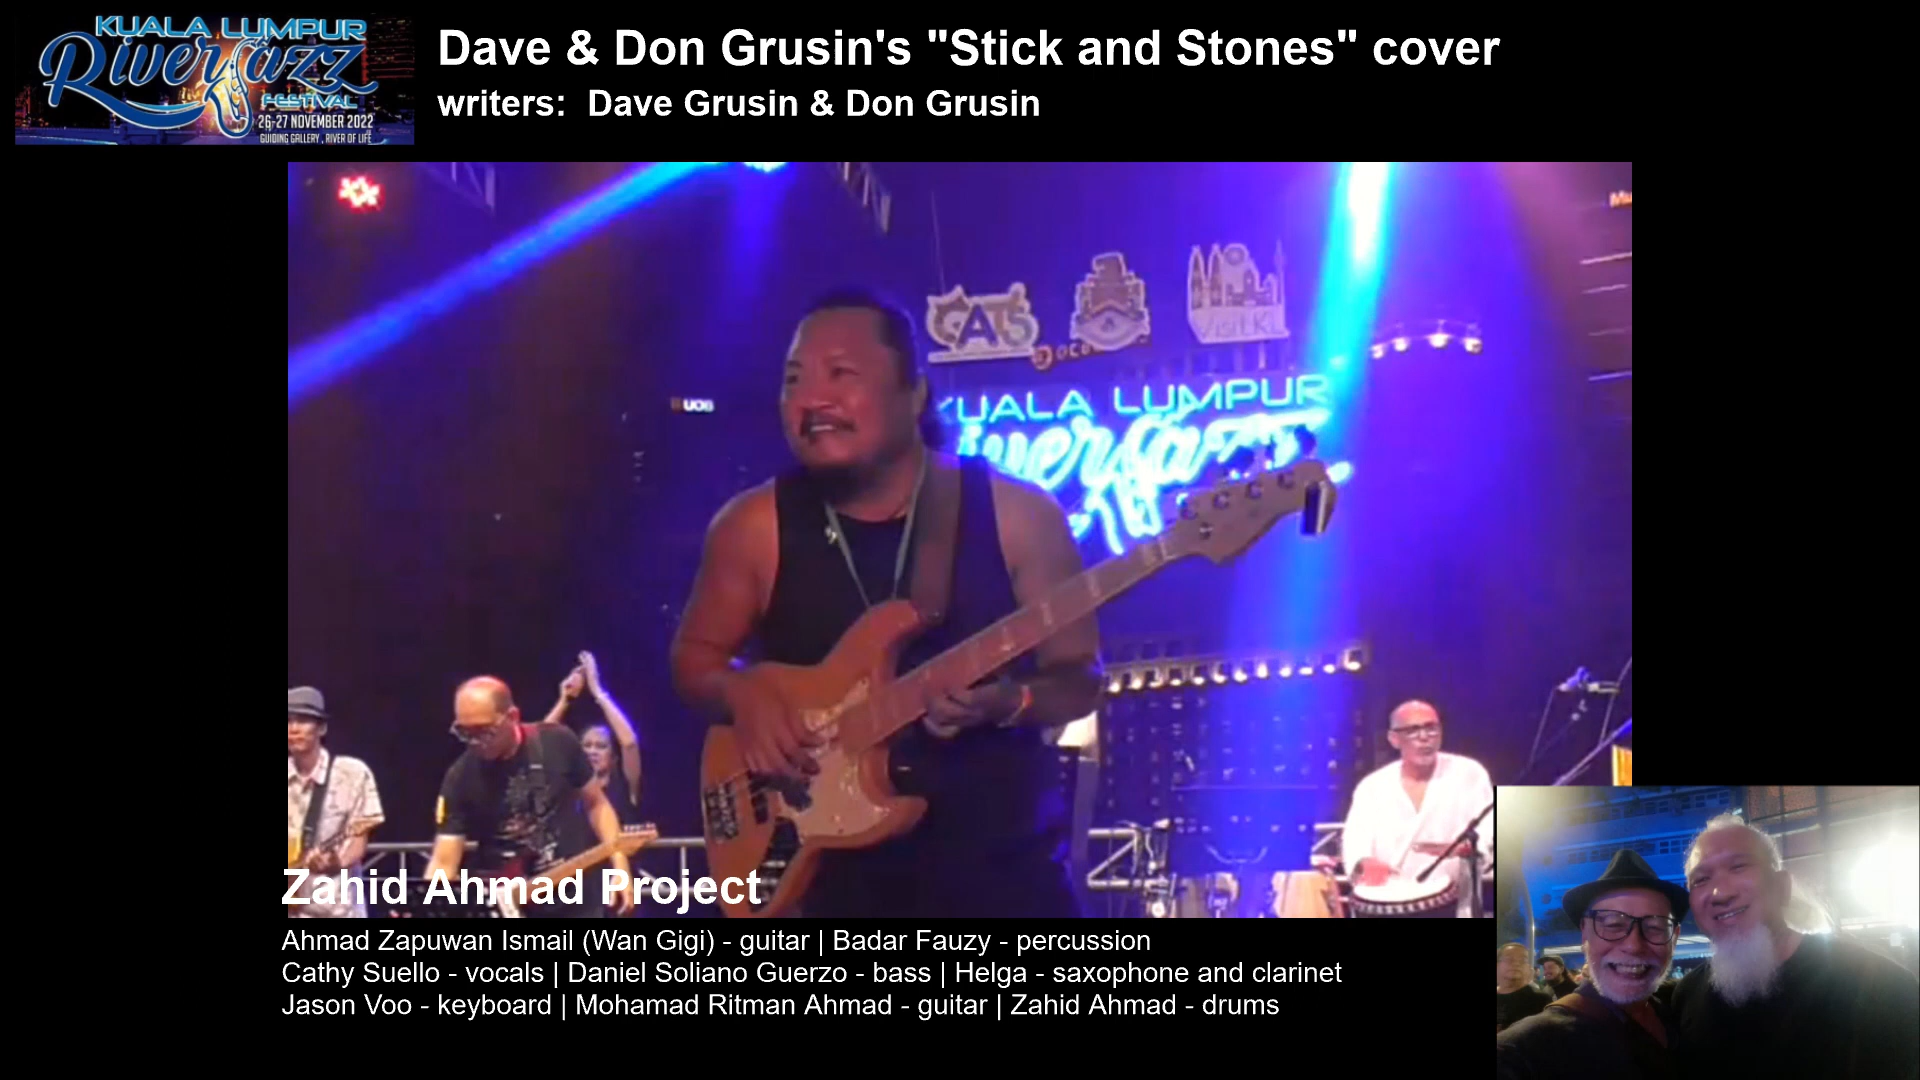 KUALA LUMPUR
RiverJazz
FESTIVAL
26-27 NOVEMBER 2022
GUIDING GALLERY , RIVER OF LIFE
Dave & Don Grusin's "Stick and Stones" cover
writers:  Dave Grusin & Don Grusin
CATS
Visit KL
UOB
KUALA LUMPUR
Zahid Ahmad Project
Ahmad Zapuwan Ismail (Wan Gigi) - guitar | Badar Fauzy - percussion
Cathy Suello - vocals | Daniel Soliano Guerzo - bass | Helga - saxophone and clarinet
Jason Voo - keyboard | Mohamad Ritman Ahmad - guitar | Zahid Ahmad - drums